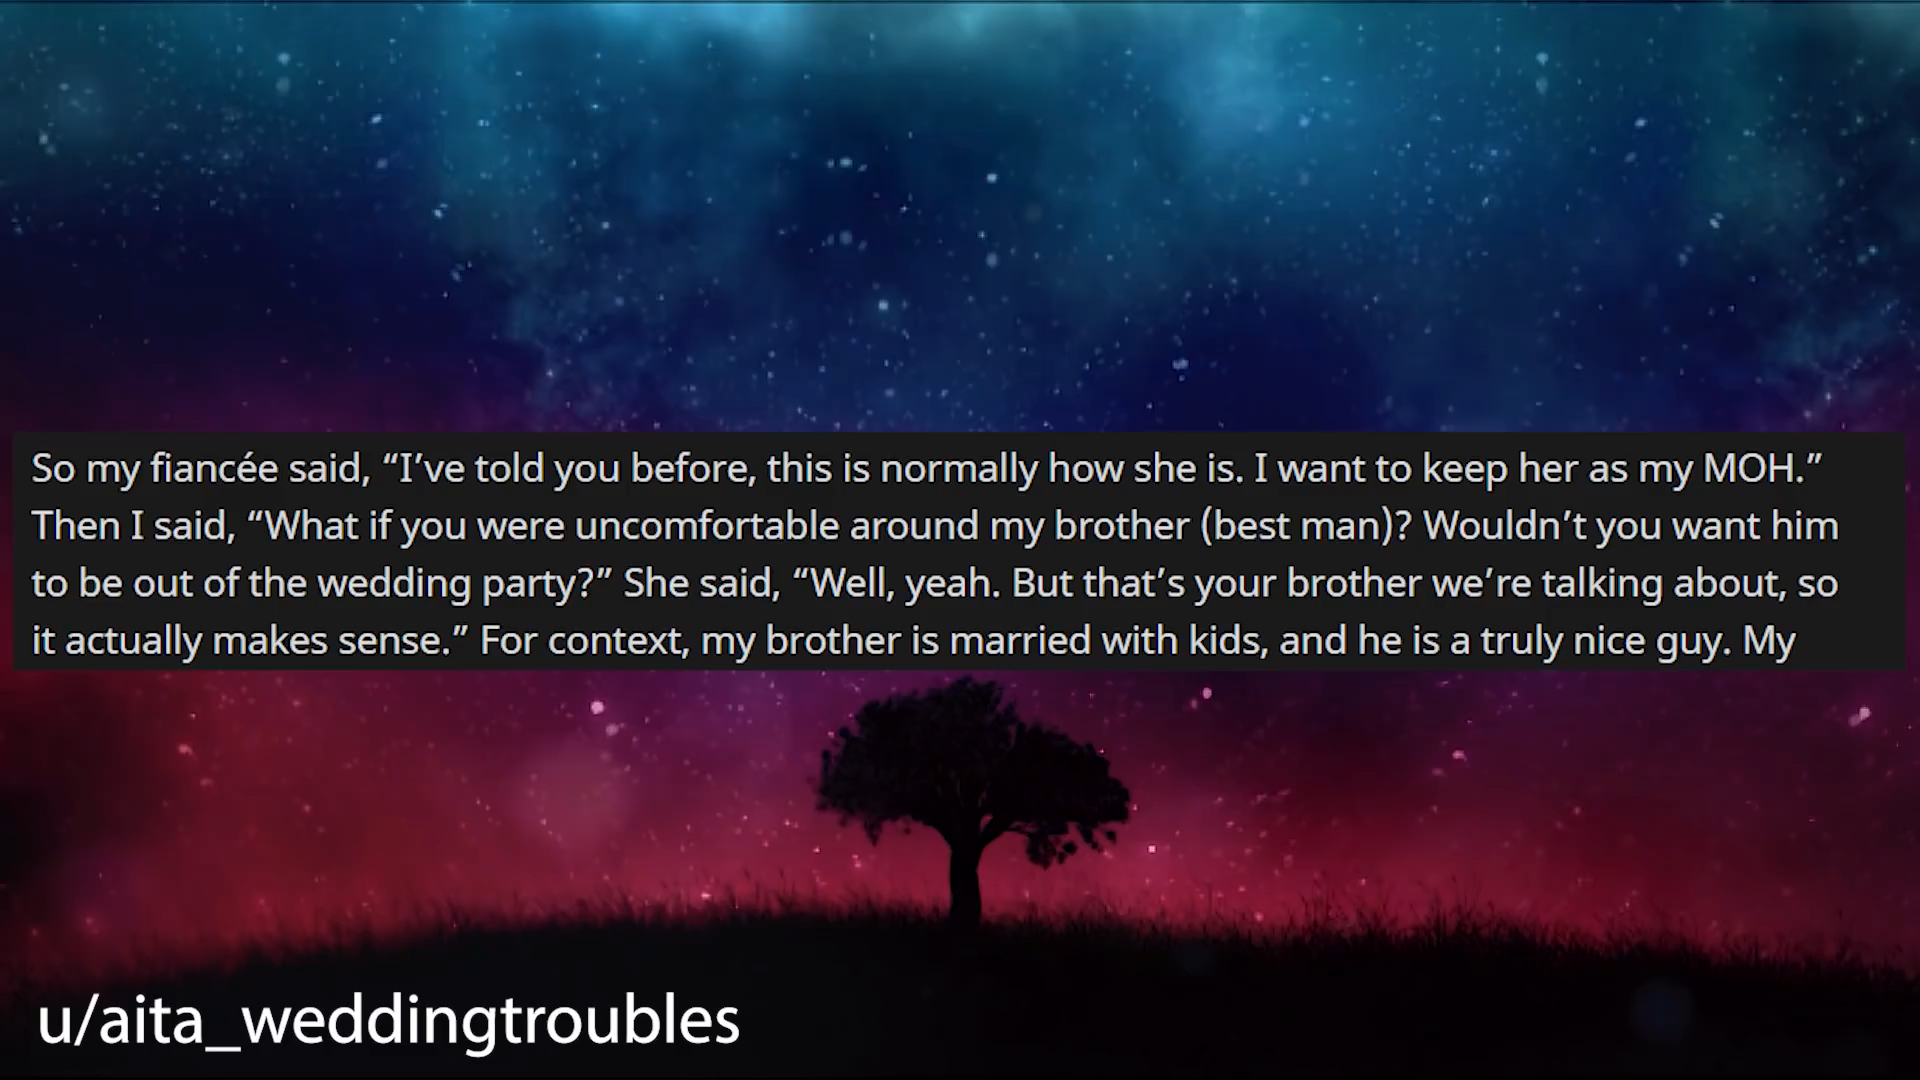 So my fiancée said, “I’ve told you before, this is normally how she is. I want to keep her as my MOH.”
Then I said, “What if you were uncomfortable around my brother (best man)? Wouldn’t you want him
to be out of the wedding party?” She said, “Well, yeah. But that’s your brother we’re talking about, so
it actually makes sense.” For context, my brother is married with kids, and he is a truly nice guy. My
u/aita_weddingtroubles